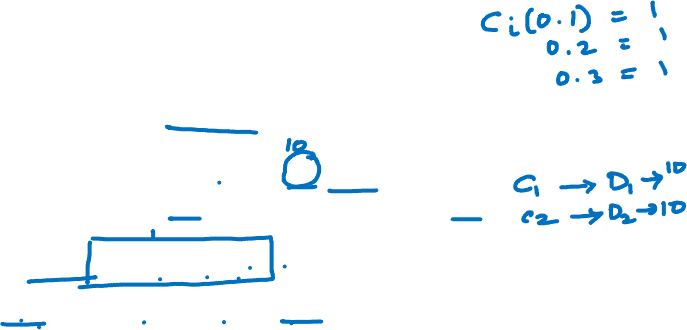 Ci(0.1) = 1
0.2 = 1
0.3 = 1
10
C1 → D1 → 10
C2 → D2 → 10